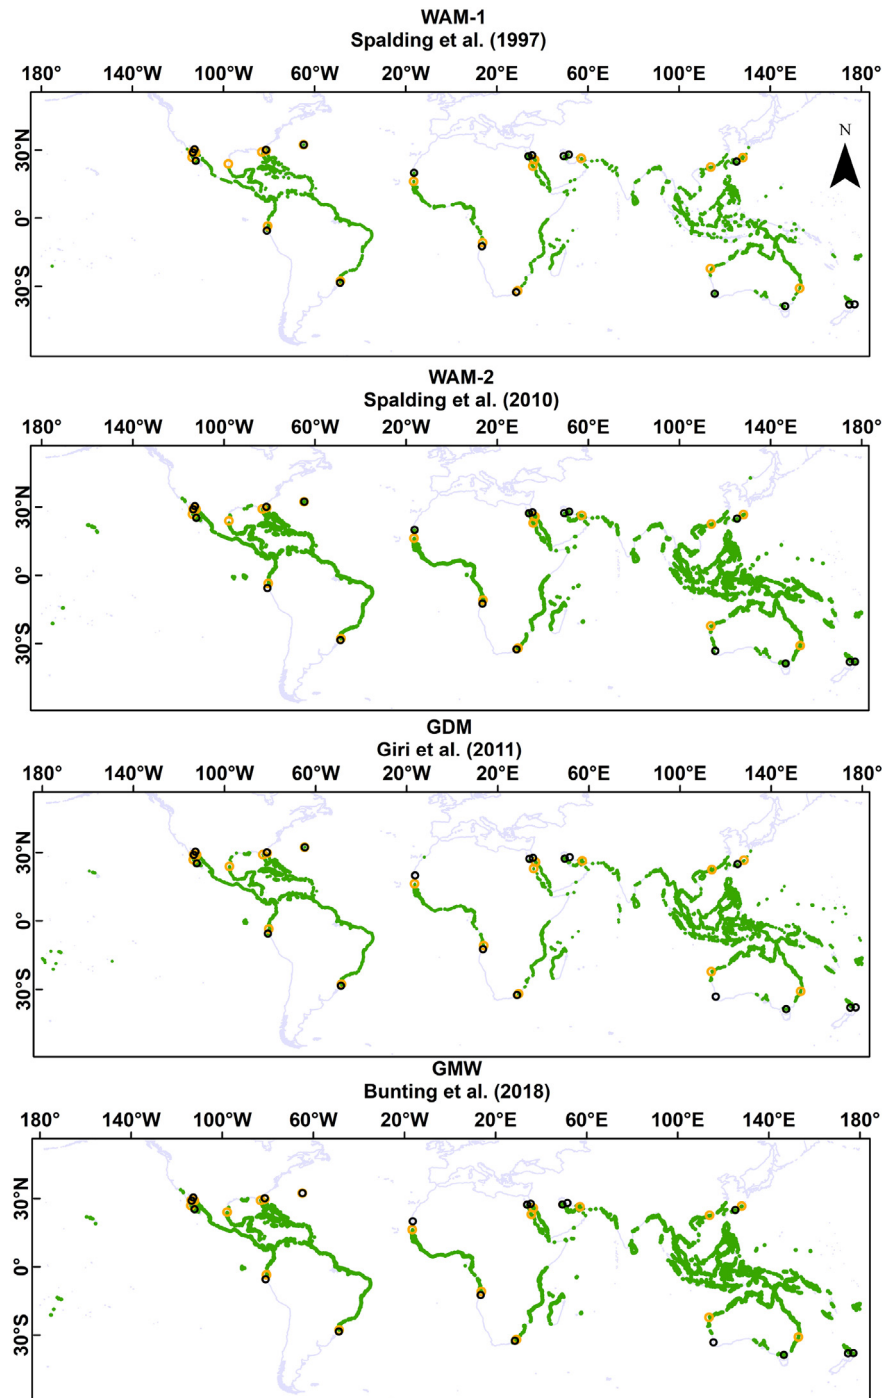 WAM-1
Spalding et al. (1997)
180° 140°W 100°W 60°W 20°W 20°E 60°E 100°E 140°E 180°
N
30°N
0°
30°S
WAM-2
Spalding et al. (2010)
180° 140°W 100°W 60°W 20°W 20°E 60°E 100°E 140°E 180°
30°N
0°
30°S
GDM
Giri et al. (2011)
180° 140°W 100°W 60°W 20°W 20°E 60°E 100°E 140°E 180°
30°N
0°
30°S
GMW
Bunting et al. (2018)
180° 140°W 100°W 60°W 20°W 20°E 60°E 100°E 140°E 180°
30°N
0°
30°S